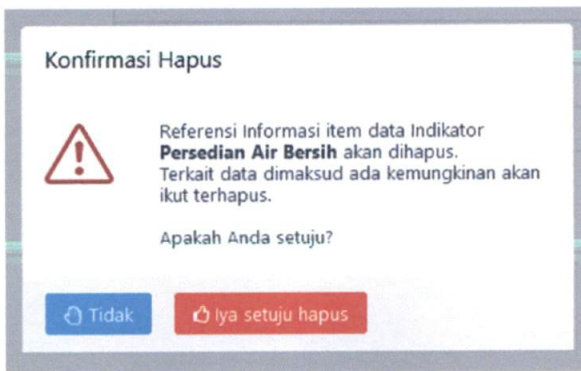 Konfirmasi Hapus
Referensi Informasi item data Indikator
Persedian Air Bersih akan dihapus.
Terkait data dimaksud ada kemungkinan akan
ikut terhapus.
Apakah Anda setuju?
Tidak
Iya setuju hapus